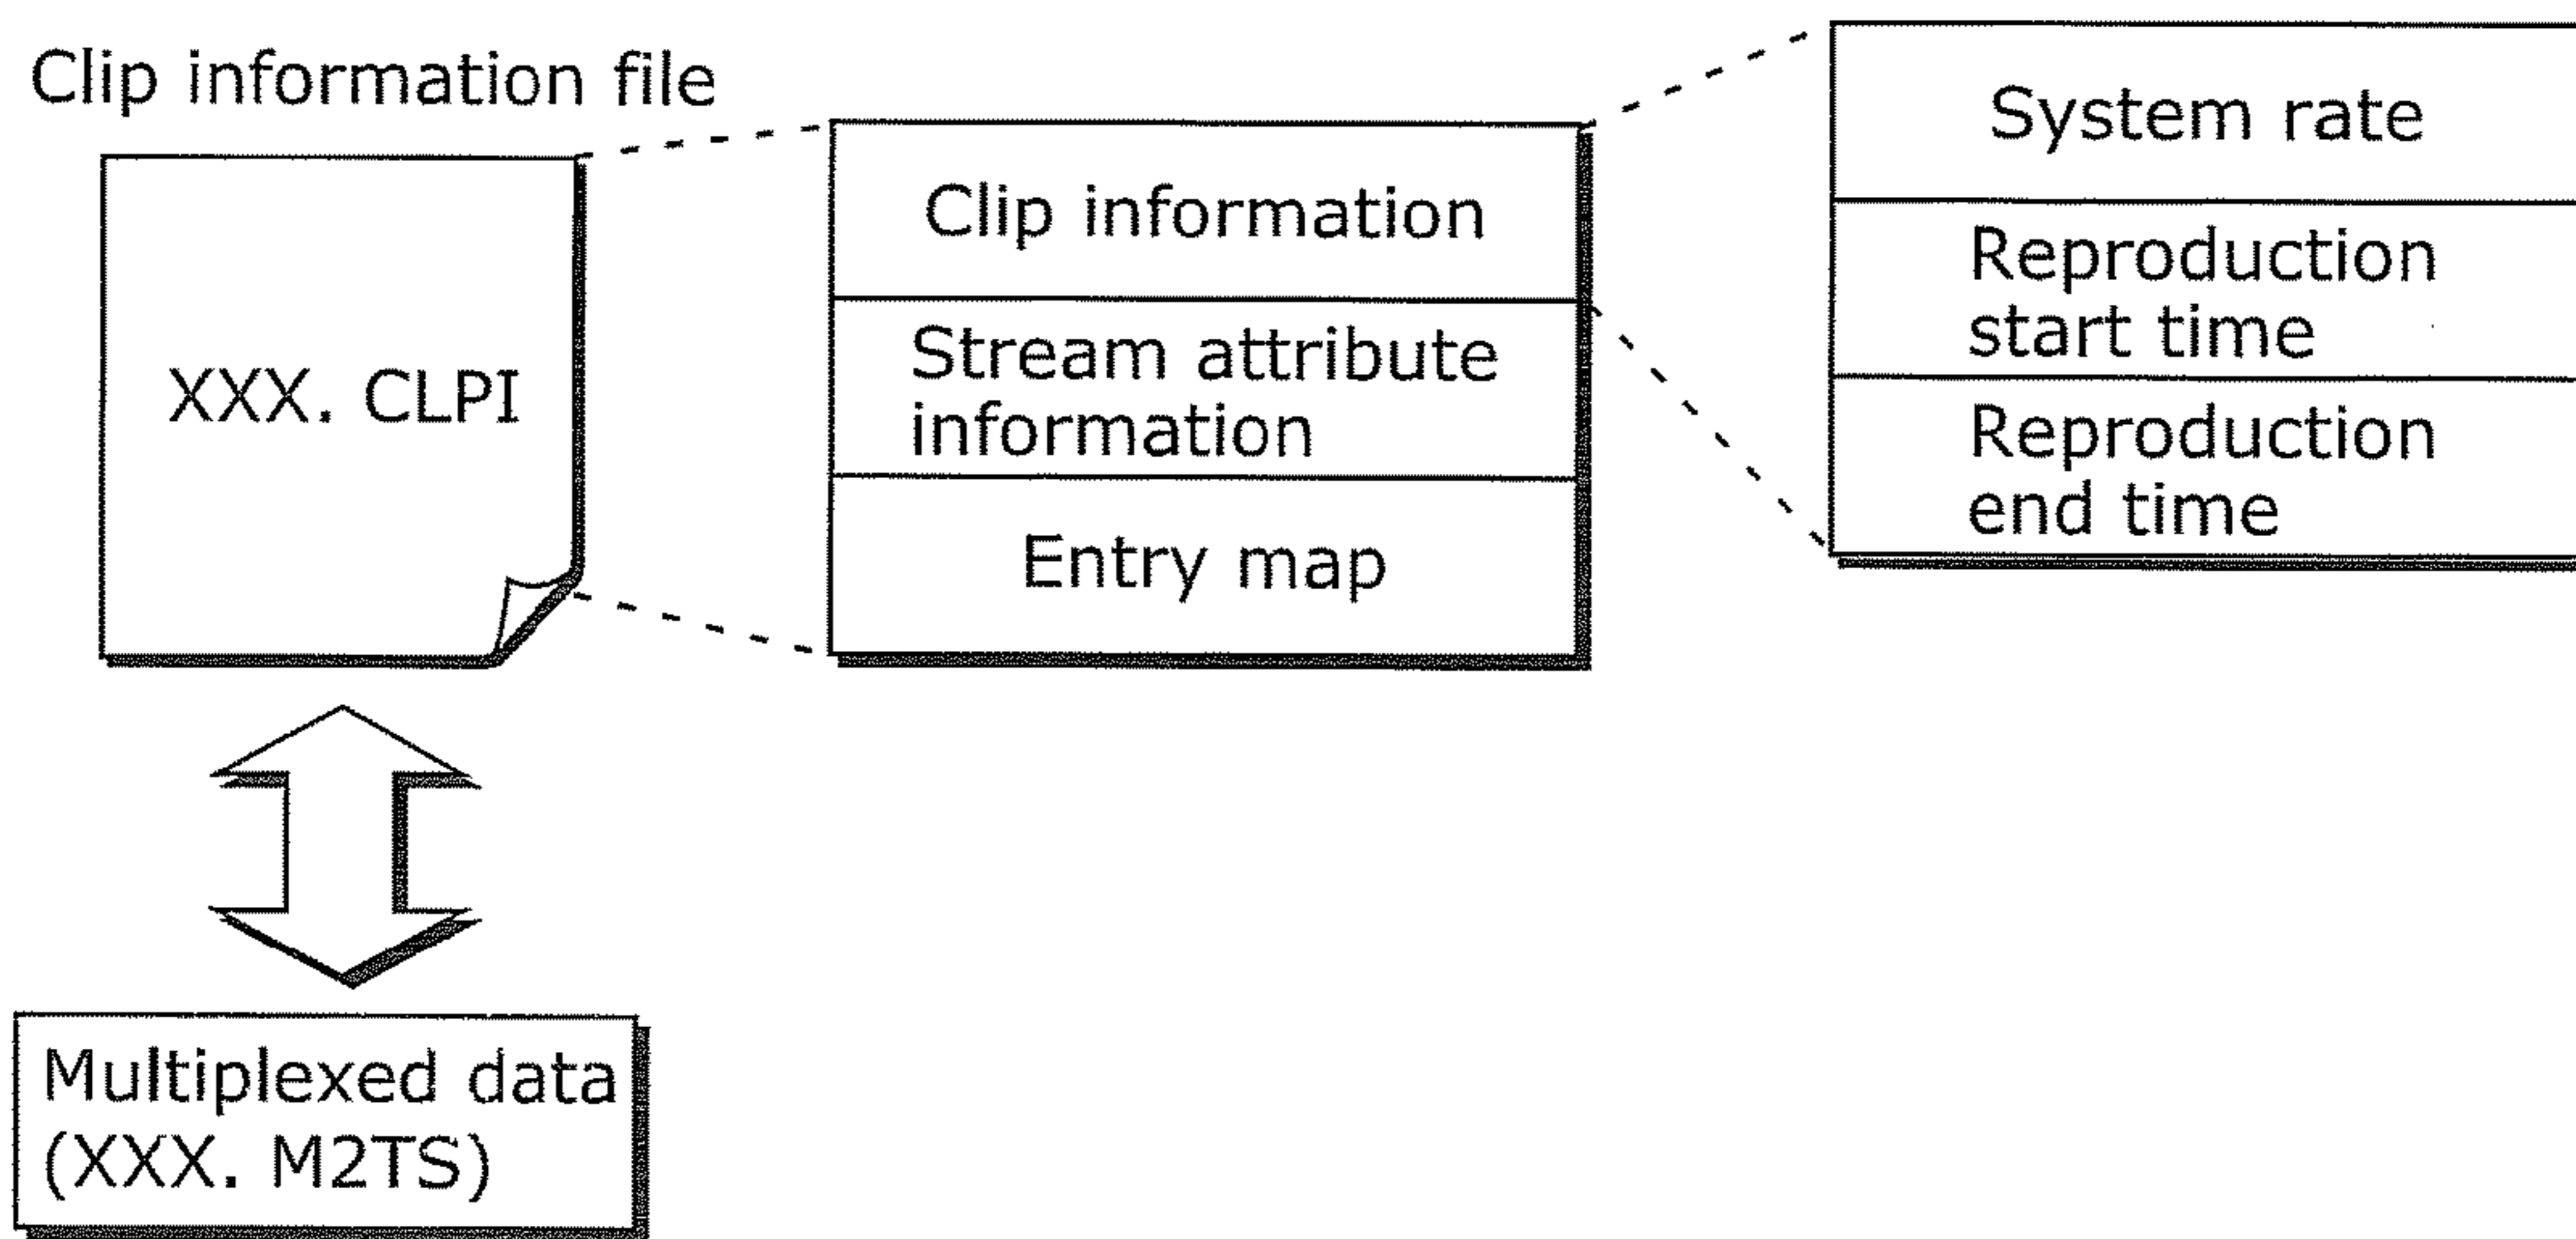 Clip information file
XXX. CLPI
Clip information
Stream attribute
information
Entry map
System rate
Reproduction
start time
Reproduction
end time
Multiplexed data
(XXX. M2TS)